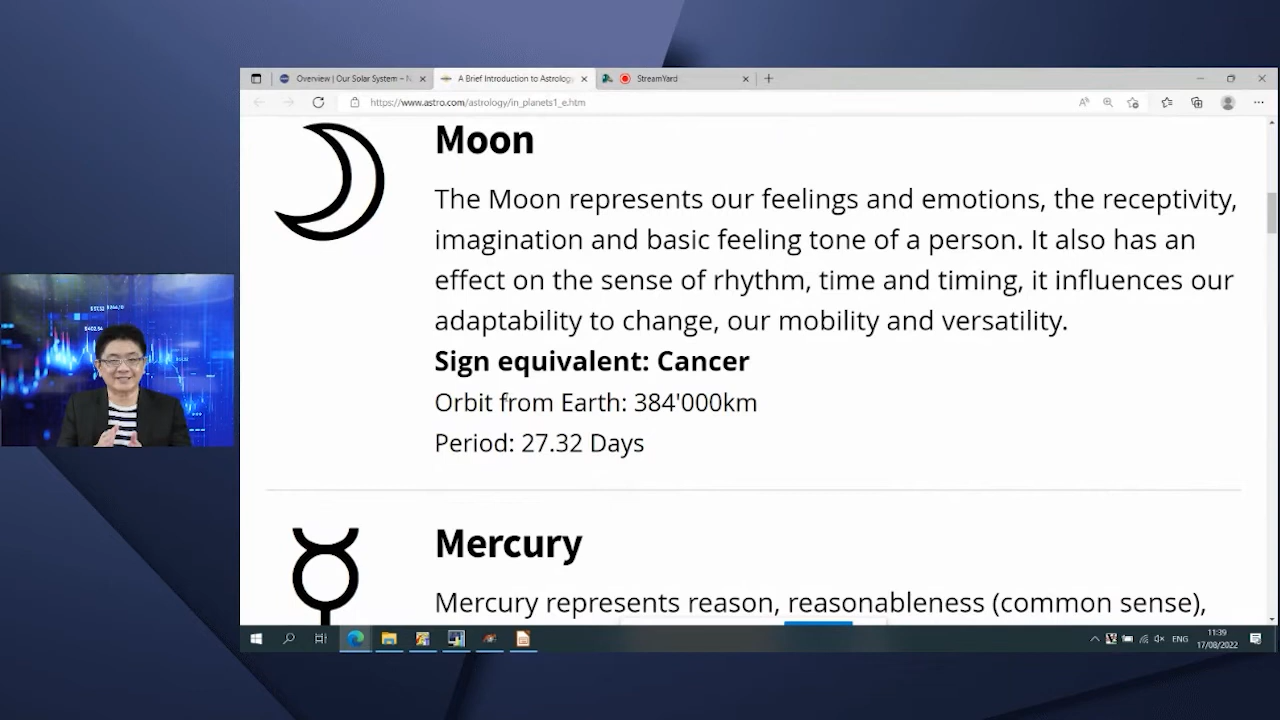 Overview | Our Solar System – N
A Brief Introduction to Astrology
StreamYard
https://www.astro.com/astrology/in_planets1_e.htm
Moon
The Moon represents our feelings and emotions, the receptivity,
imagination and basic feeling tone of a person. It also has an
effect on the sense of rhythm, time and timing, it influences our
adaptability to change, our mobility and versatility.
Sign equivalent: Cancer
Orbit from Earth: 384'000km
Period: 27.32 Days
Mercury
Mercury represents reason, reasonableness (common sense),
ENG
11:39
17/08/2022